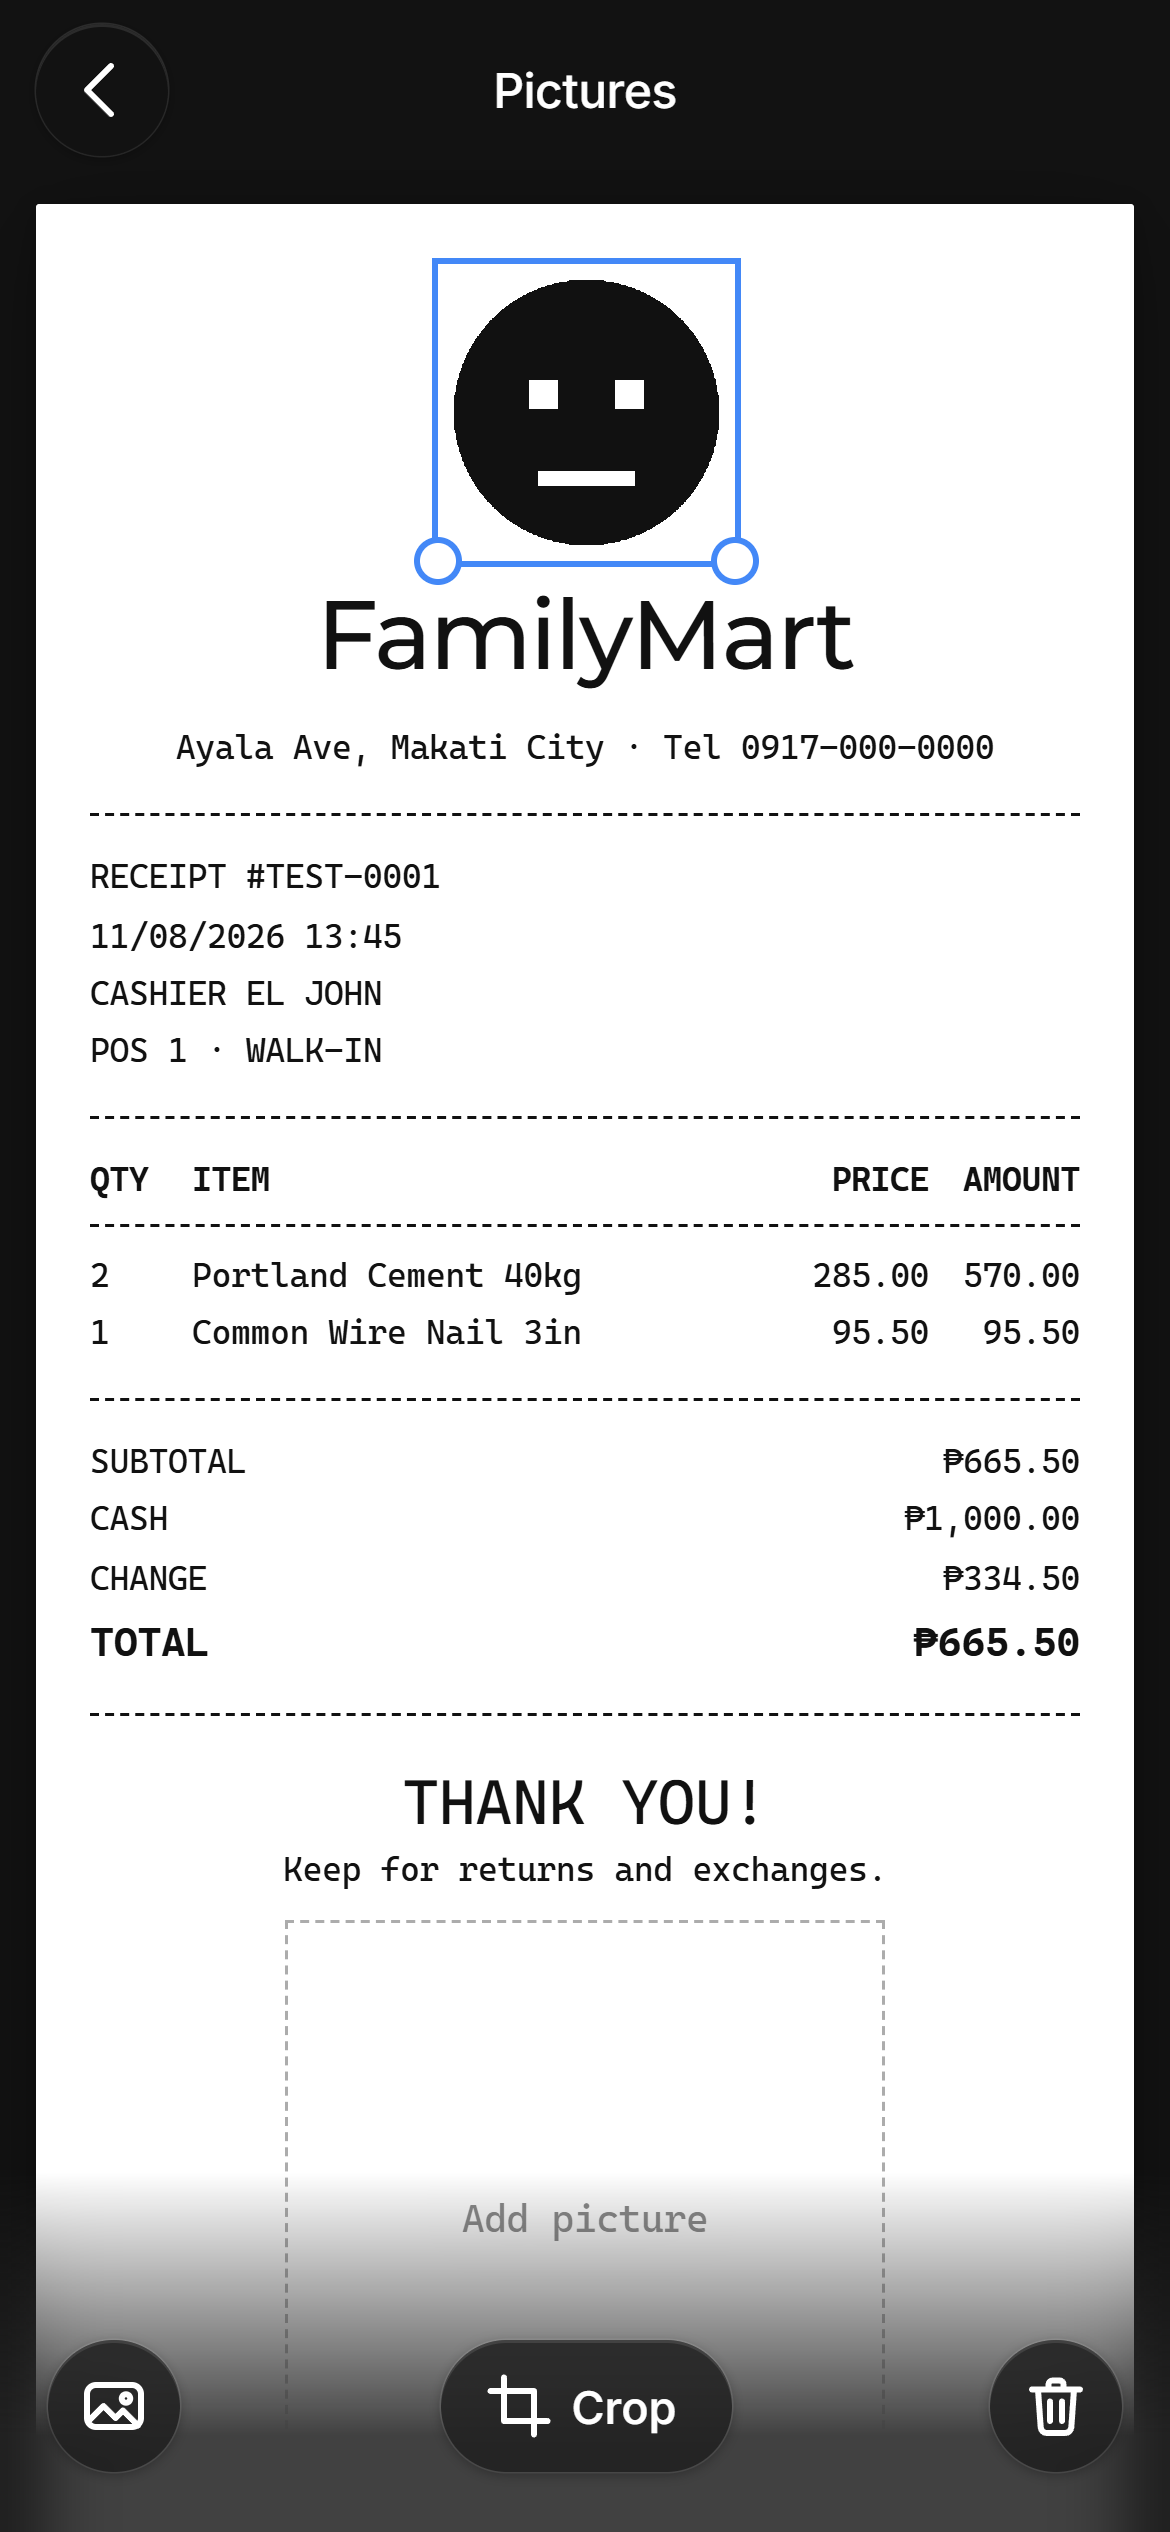 Pictures
FamilyMart
Ayala Ave, Makati City · Tel 0917-000-0000
RECEIPT #TEST-0001
11/08/2026 13:45
CASHIER EL JOHN
POS 1 · WALK-IN
QTY ITEM PRICE AMOUNT
2 Portland Cement 40kg 285.00 570.00
1 Common Wire Nail 3in 95.50 95.50
SUBTOTAL ₱665.50
CASH ₱1,000.00
CHANGE ₱334.50
TOTAL ₱665.50
THANK YOU!
Keep for returns and exchanges.
Add picture
Crop